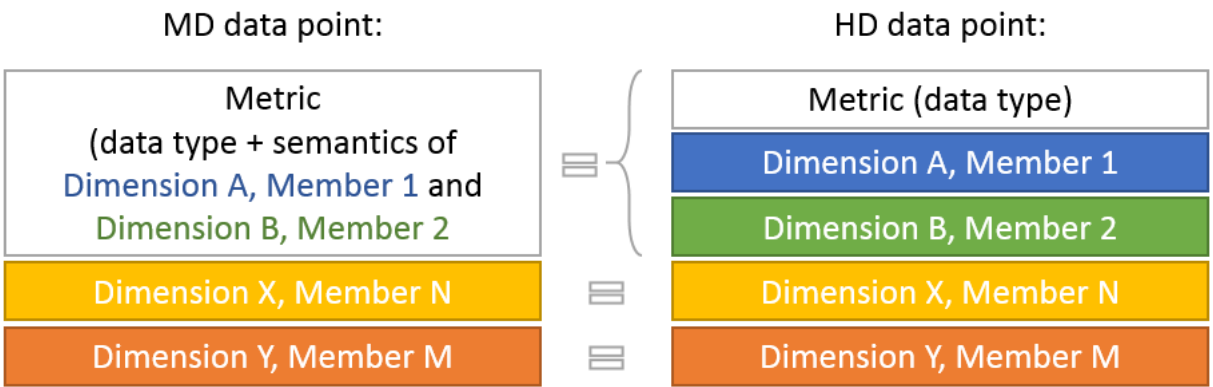 MD data point:
Metric
(data type + semantics of
Dimension A, Member 1 and
Dimension B, Member 2
Dimension X, Member N
Dimension Y, Member M
HD data point:
Metric (data type)
Dimension A, Member 1
Dimension B, Member 2
Dimension X, Member N
Dimension Y, Member M